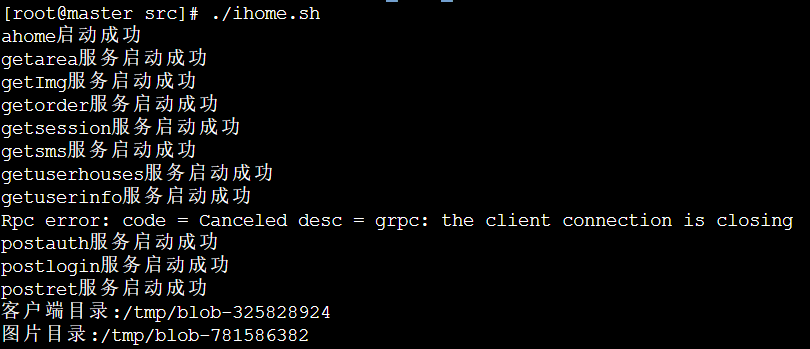 [root@master src]# ./ihome.sh
ahome启动成功
getarea服务启动成功
getImg服务启动成功
getorder服务启动成功
getsession服务启动成功
getsms服务启动成功
getuserhouses服务启动成功
getuserinfo服务启动成功
Rpc error: code = Canceled desc = grpc: the client connection is closing
postauth服务启动成功
postlogin服务启动成功
postret服务启动成功
客户端目录:/tmp/blob-325828924
图片目录:/tmp/blob-781586382